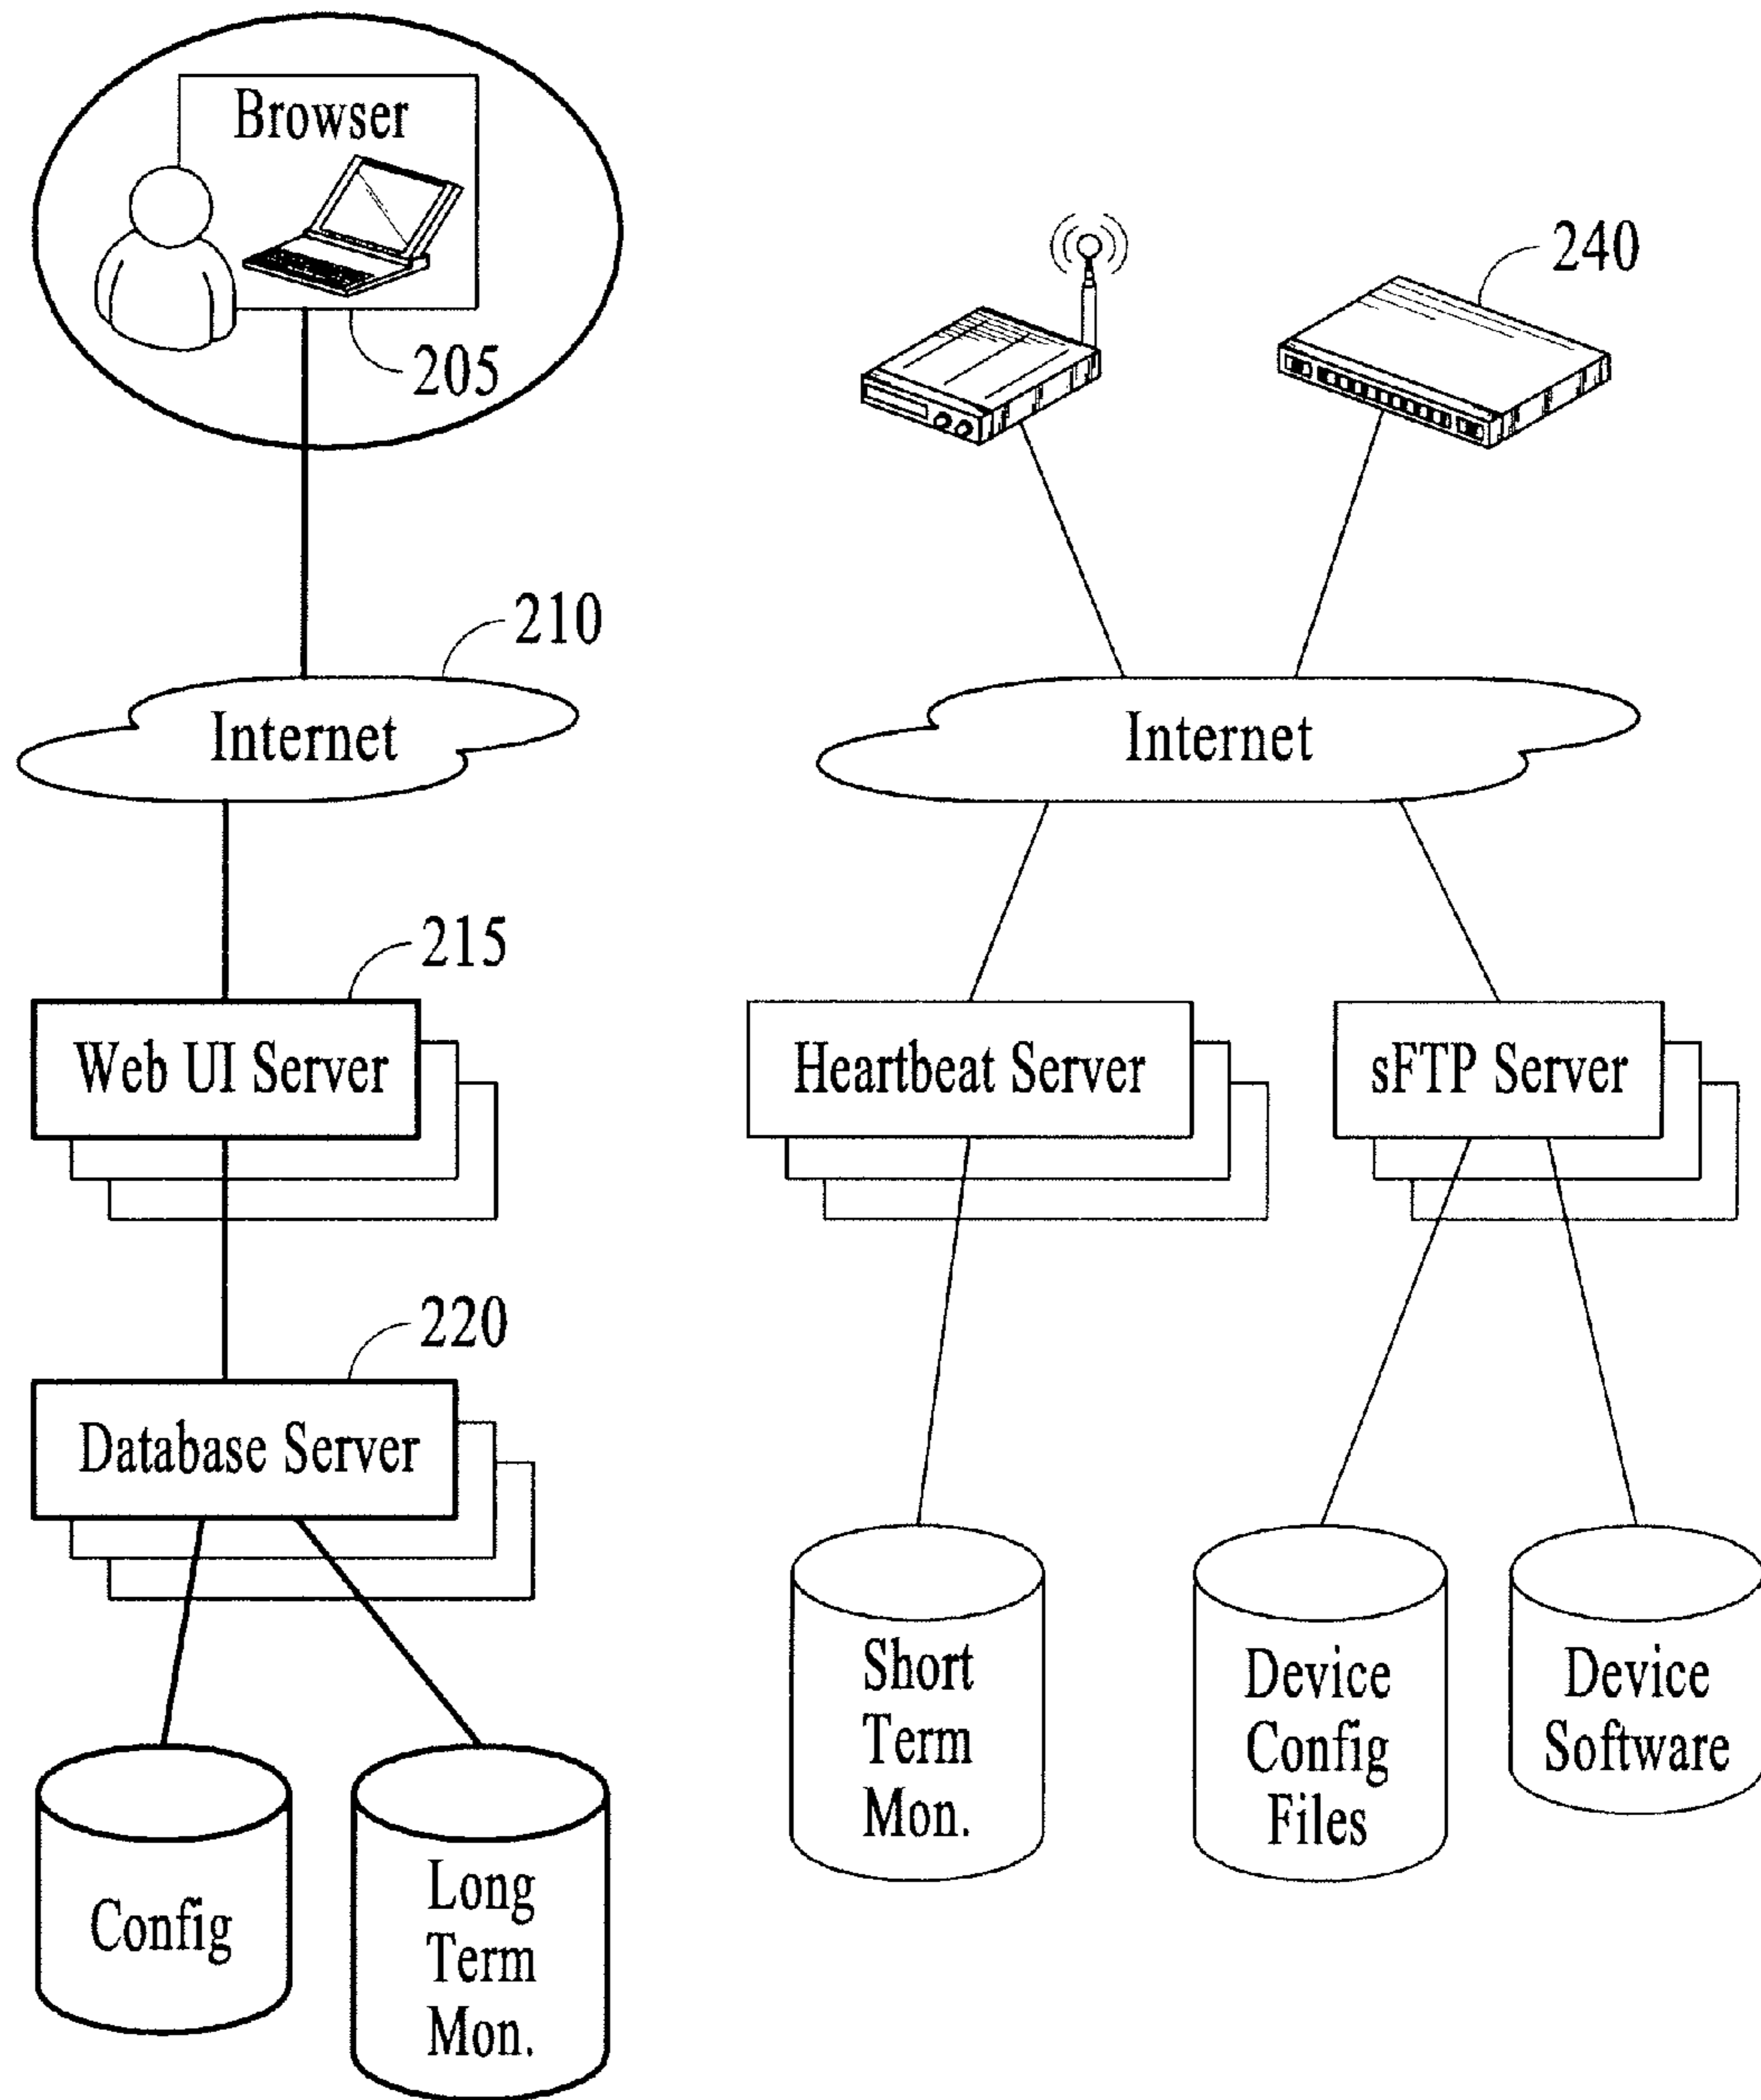 Browser
205
240
210
Internet
Internet
215
Web UI Server
Heartbeat Server
sFTP Server
220
Database Server
Short
Term
Mon.
Device
Config
Files
Device
Software
Config
Long
Term
Mon.